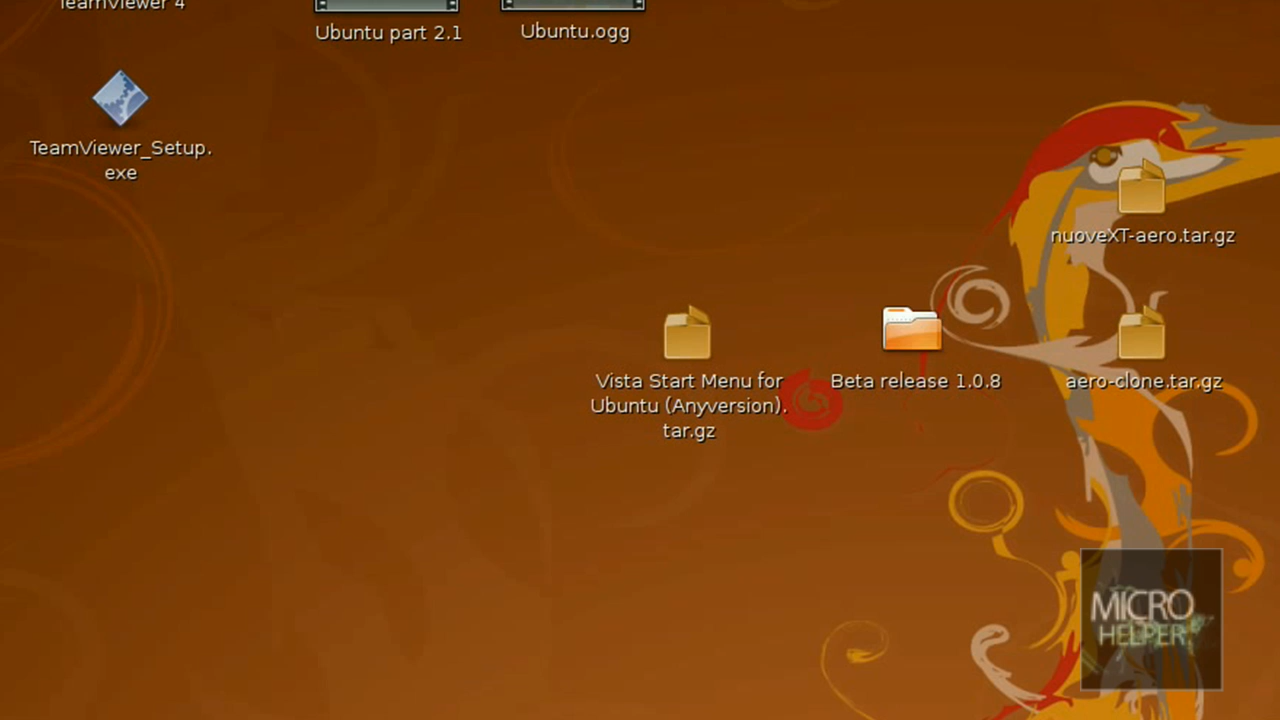 TeamViewer 4
Ubuntu part 2.1
Ubuntu.ogg
TeamViewer_Setup.
exe
nuoveXT-aero.tar.gz
Vista Start Menu for
Ubuntu (Anyversion).
tar.gz
Beta release 1.0.8
aero-clone.tar.gz
MICRO
HELPER